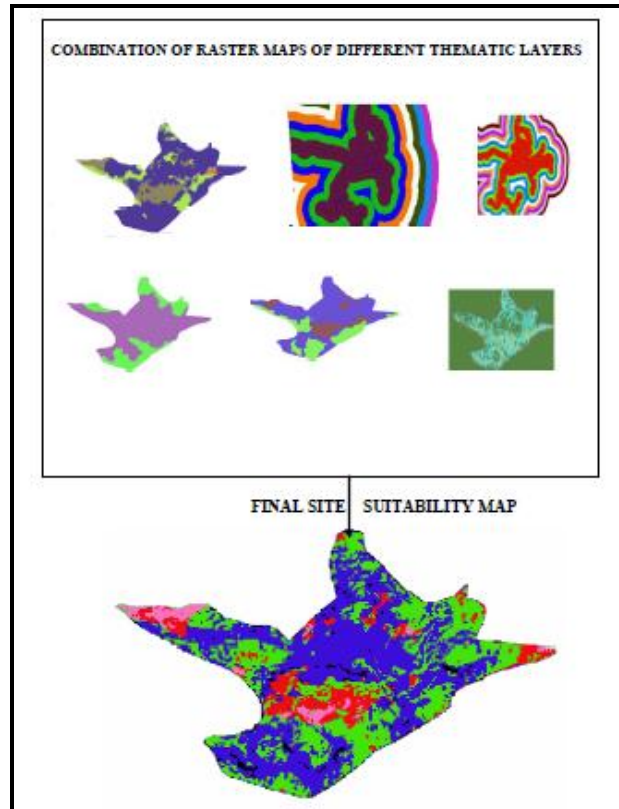 COMBINATION OF RASTER MAPS OF DIFFERENT THEMATIC LAYERS
FINAL SITE SUITABILITY MAP